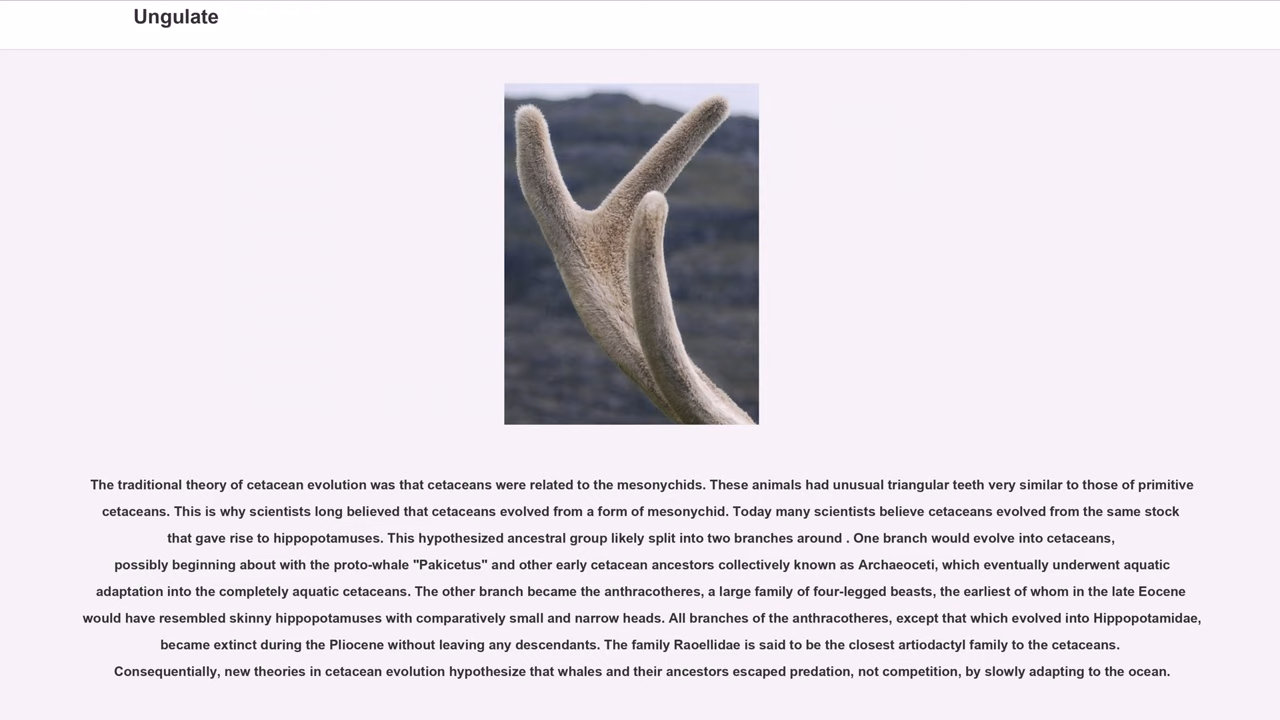 Ungulate
The traditional theory of cetacean evolution was that cetaceans were related to the mesonychids. These animals had unusual triangular teeth very similar to those of primitive
cetaceans. This is why scientists long believed that cetaceans evolved from a form of mesonychid. Today many scientists believe cetaceans evolved from the same stock
that gave rise to hippopotamuses. This hypothesized ancestral group likely split into two branches around . One branch would evolve into cetaceans,
possibly beginning about with the proto-whale "Pakicetus" and other early cetacean ancestors collectively known as Archaeoceti, which eventually underwent aquatic
adaptation into the completely aquatic cetaceans. The other branch became the anthracotheres, a large family of four-legged beasts, the earliest of whom in the late Eocene
would have resembled skinny hippopotamuses with comparatively small and narrow heads. All branches of the anthracotheres, except that which evolved into Hippopotamidae,
became extinct during the Pliocene without leaving any descendants. The family Raoellidae is said to be the closest artiodactyl family to the cetaceans.
Consequentially, new theories in cetacean evolution hypothesize that whales and their ancestors escaped predation, not competition, by slowly adapting to the ocean.